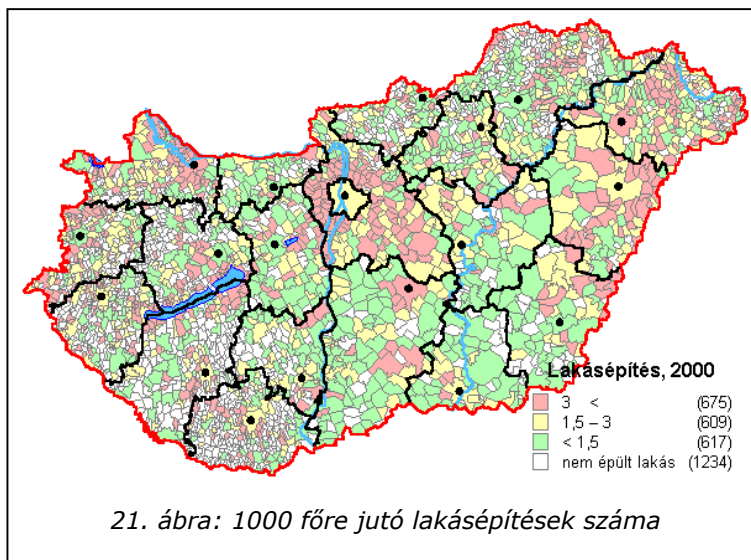 Lakásépítés, 2000
3 < (675)
1,5 – 3 (609)
< 1,5 (617)
nem épült lakás (1234)
21. ábra: 1000 főre jutó lakásépítések száma